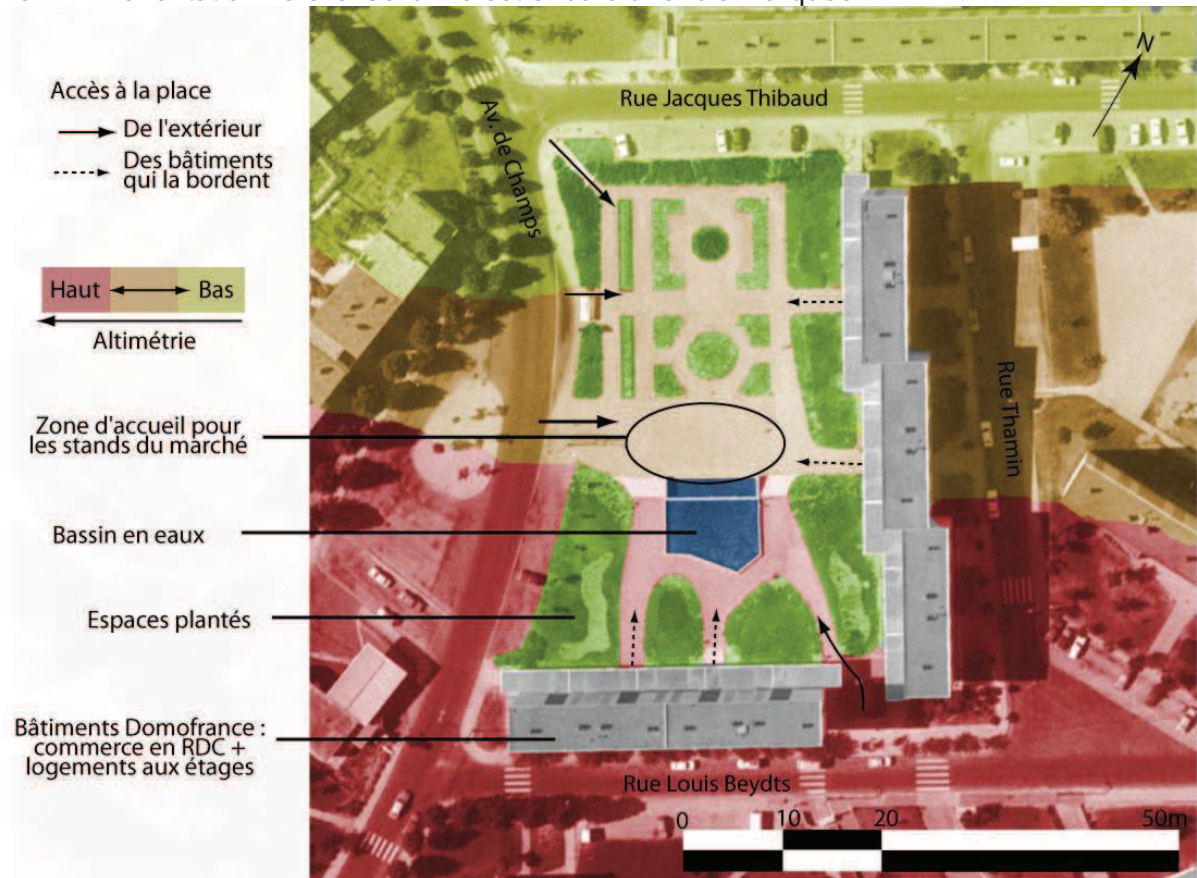 Accès à la place
De l'extérieur
Des bâtiments
qui la bordent
Haut Bas
Altimétrie
Zone d'accueil pour
les stands du marché
Bassin en eaux
Espaces plantés
Bâtiments Domofrance :
commerce en RDC +
logements aux étages
Rue Jacques Thibaud
Av. de Champs
N
Rue Thamin
Rue Louis Beydts
0 10 20 50m